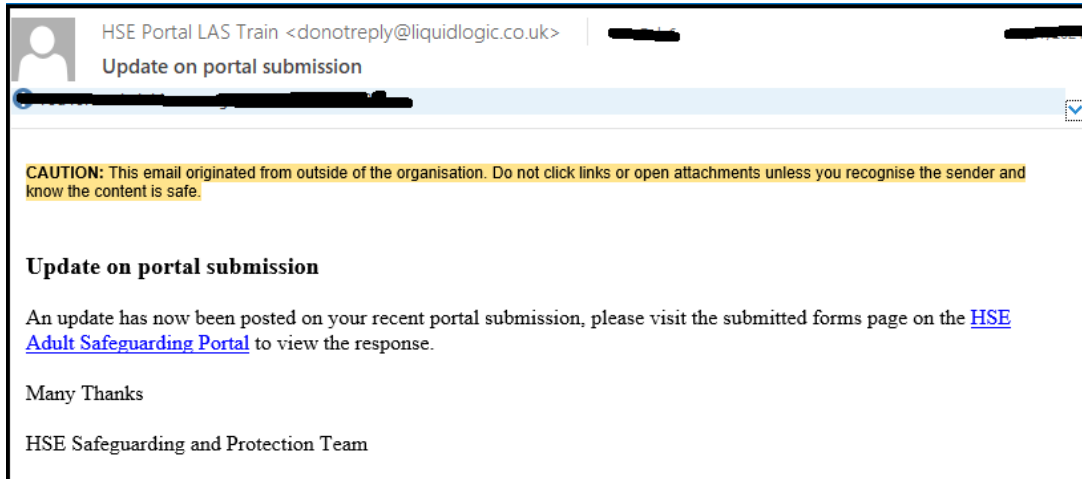 HSE Portal LAS Train <donotreply@liquidlogic.co.uk>
Update on portal submission
CAUTION: This email originated from outside of the organisation. Do not click links or open attachments unless you recognise the sender and
know the content is safe.
Update on portal submission
An update has now been posted on your recent portal submission, please visit the submitted forms page on the HSE
Adult Safeguarding Portal to view the response.
Many Thanks
HSE Safeguarding and Protection Team